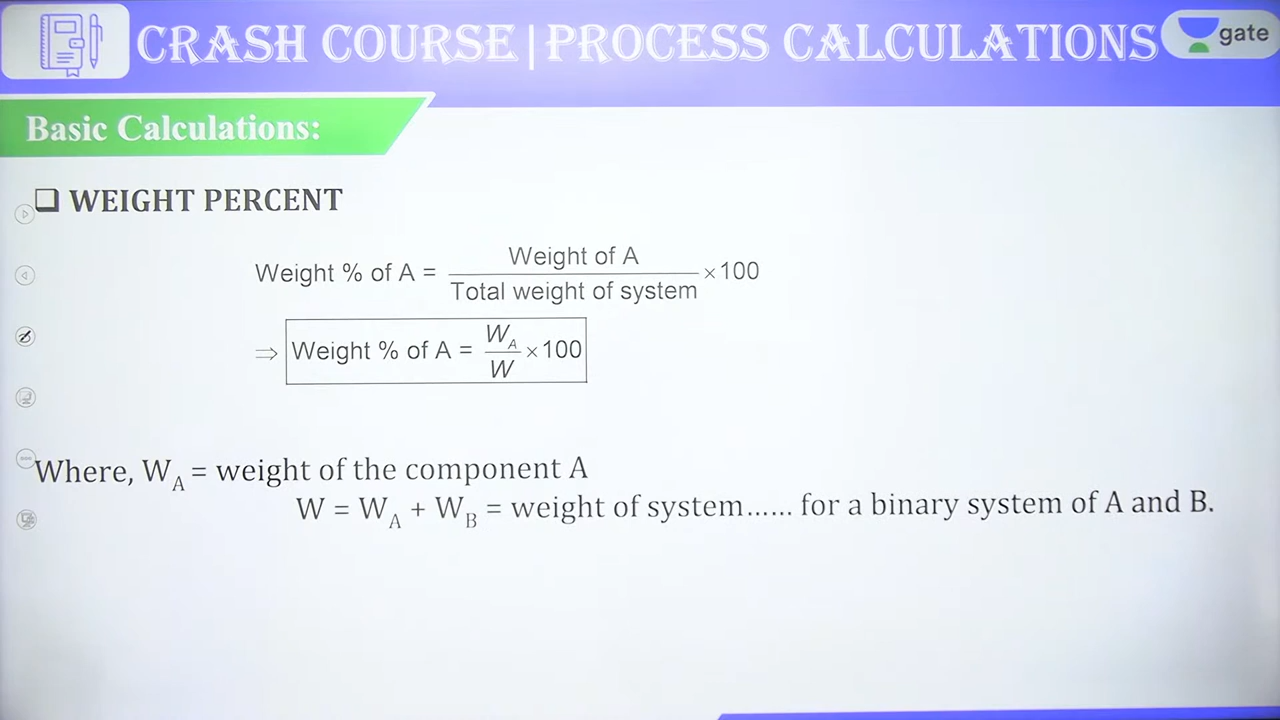 CRASH COURSE|PROCESS CALCULATIONS
gate
Basic Calculations:
❑ WEIGHT PERCENT
Weight % of A = Weight of A / Total weight of system ×100
⇒ Weight % of A = W_A / W ×100
Where, W_A = weight of the component A
W = W_A + W_B = weight of system...... for a binary system of A and B.